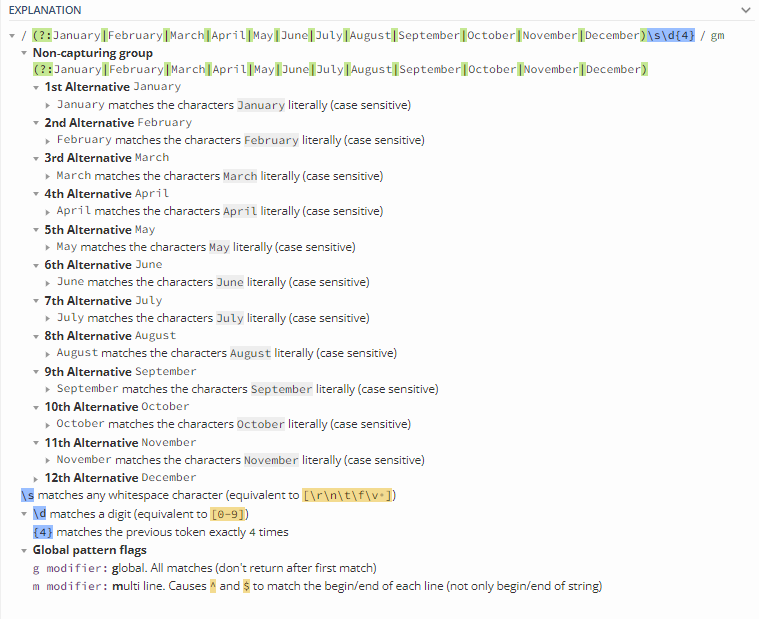 EXPLANATION
/ (?:January|February|March|April|May|June|July|August|September|October|November|December)\s\d{4} / gm
Non-capturing group
(?:January|February|March|April|May|June|July|August|September|October|November|December)
1st Alternative January
January matches the characters January literally (case sensitive)
2nd Alternative February
February matches the characters February literally (case sensitive)
3rd Alternative March
March matches the characters March literally (case sensitive)
4th Alternative April
April matches the characters April literally (case sensitive)
5th Alternative May
May matches the characters May literally (case sensitive)
6th Alternative June
June matches the characters June literally (case sensitive)
7th Alternative July
July matches the characters July literally (case sensitive)
8th Alternative August
August matches the characters August literally (case sensitive)
9th Alternative September
September matches the characters September literally (case sensitive)
10th Alternative October
October matches the characters October literally (case sensitive)
11th Alternative November
November matches the characters November literally (case sensitive)
12th Alternative December
\s matches any whitespace character (equivalent to [\r\n\t\f\v ])
\d matches a digit (equivalent to [0-9])
{4} matches the previous token exactly 4 times
Global pattern flags
g modifier: global. All matches (don't return after first match)
m modifier: multi line. Causes ^ and $ to match the begin/end of each line (not only begin/end of string)